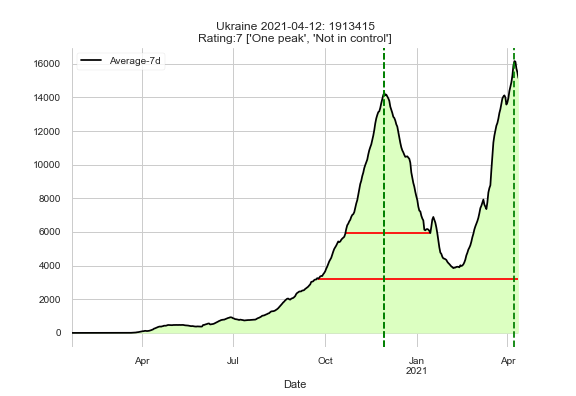 Ukraine 2021-04-12: 1913415
Rating:7 ['One peak', 'Not in control']
Average-7d
16000
14000
12000
10000
8000
6000
4000
2000
0
Apr
Jul
Oct
Jan
2021
Apr
Date